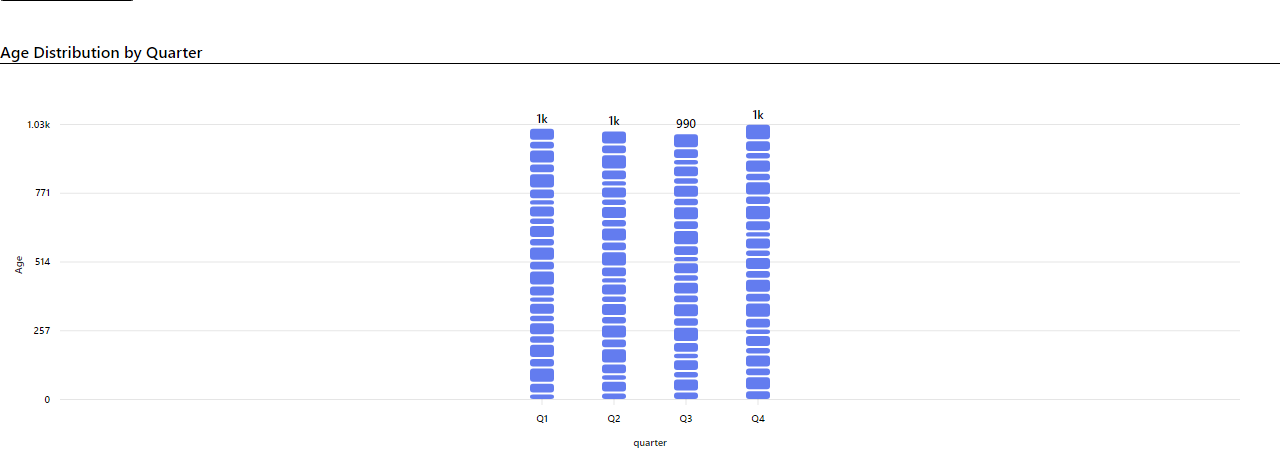 Age Distribution by Quarter
1k
1k
990
1k
1.03k
771
514
257
0
Age
Q1
Q2
Q3
Q4
quarter